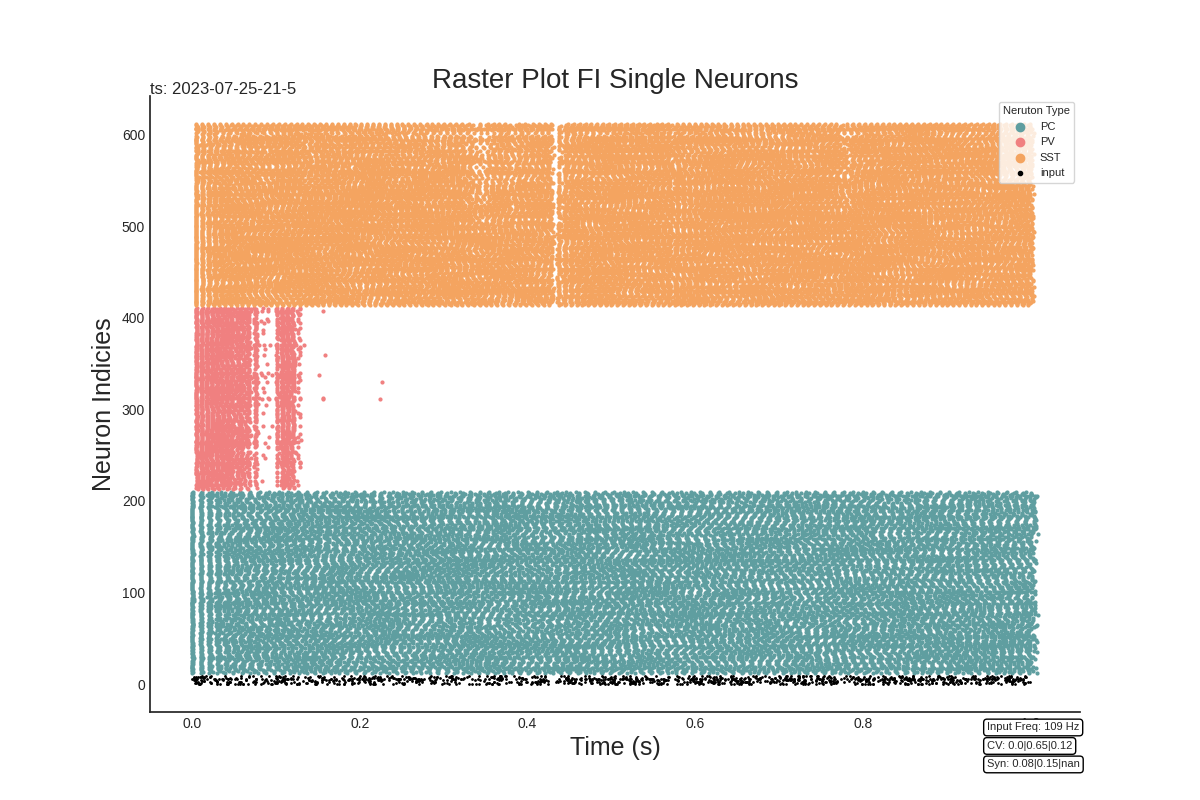 Raster Plot FI Single Neurons
ts: 2023-07-25-21-5
Neruton Type
PC
PV
SST
input
600
500
400
300
200
100
0
Neuron Indicies
0.0 0.2 0.4 0.6 0.8
Time (s)
Input Freq: 109 Hz
CV: 0.0|0.65|0.12
Syn: 0.08|0.15|nan